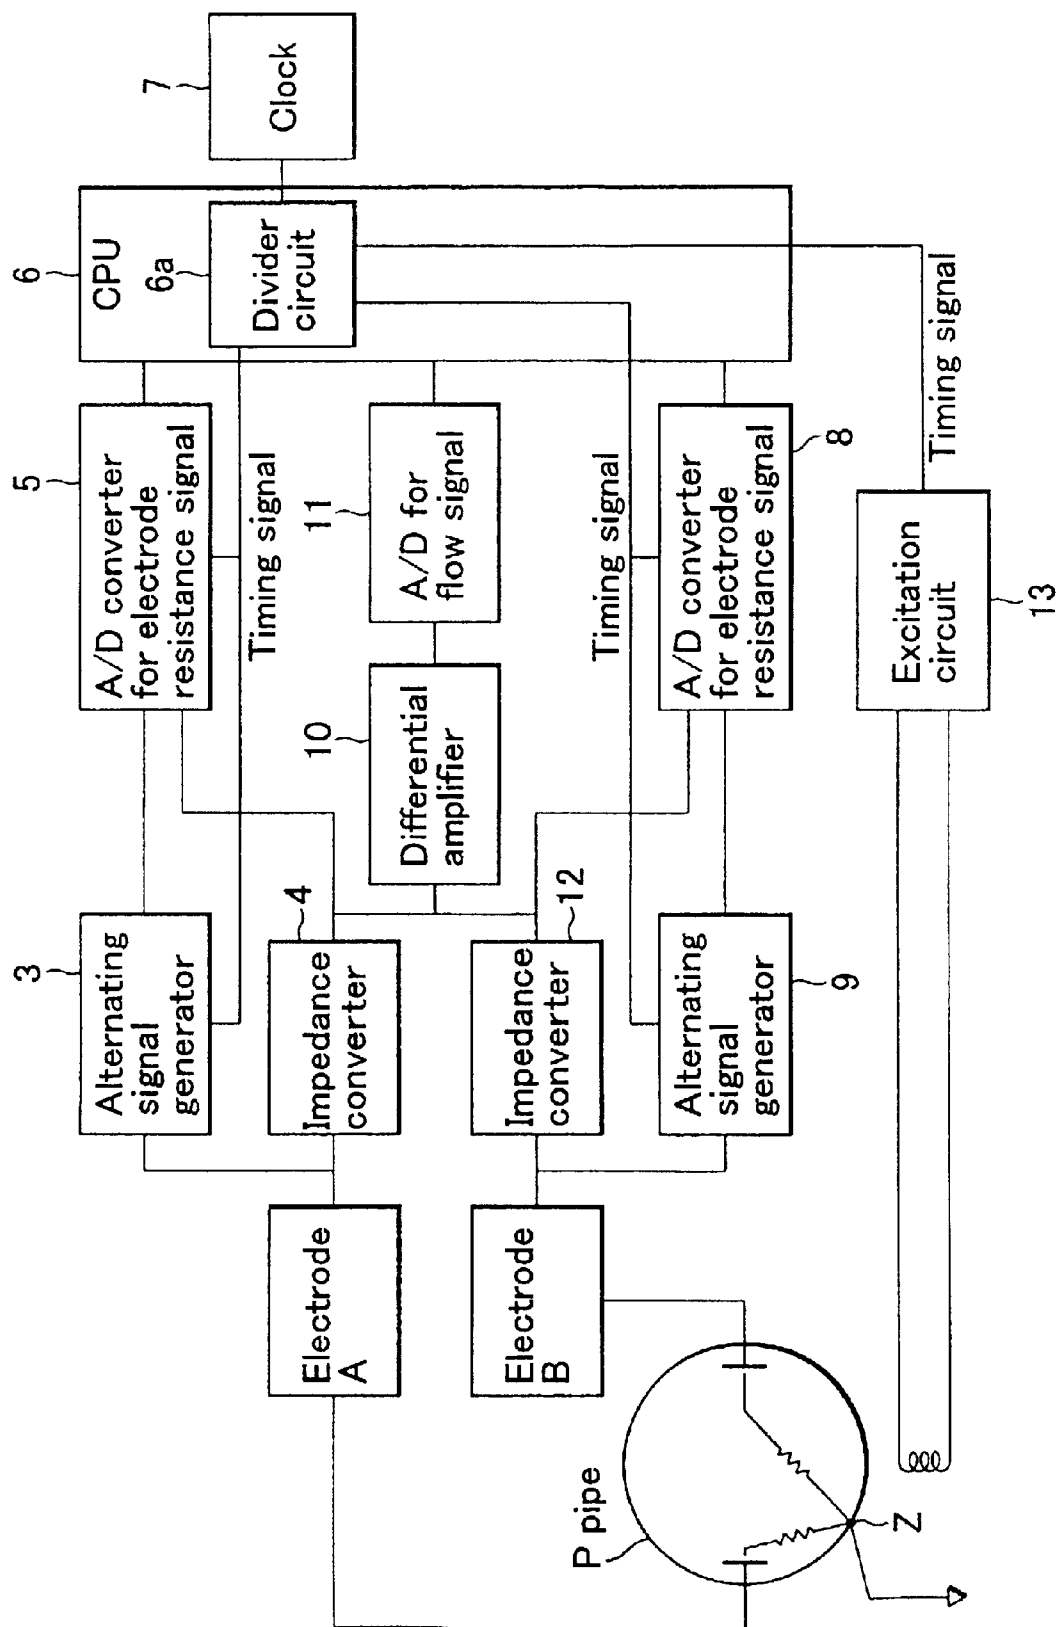 3
Alternating
signal
generator
5
A/D converter
for electrode
resistance signal
6
CPU
6a
Divider
circuit
7
Clock
Timing signal
Electrode
A
4
Impedance
converter
10
Differential
amplifier
11
A/D for
flow signal
Electrode
B
12
Impedance
converter
Timing signal
Alternating
signal
generator
9
A/D converter
for electrode
resistance signal
8
P pipe
Z
Excitation
circuit
13
Timing signal